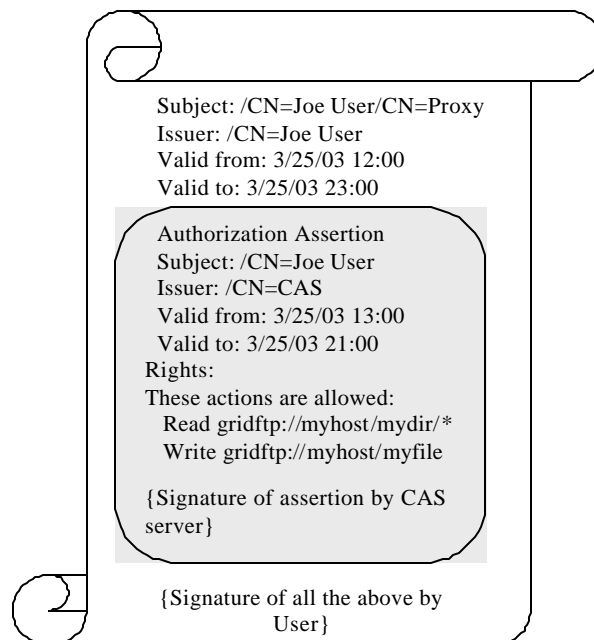 Subject: /CN=Joe User/CN=Proxy
Issuer: /CN=Joe User
Valid from: 3/25/03 12:00
Valid to: 3/25/03 23:00
Authorization Assertion
Subject: /CN=Joe User
Issuer: /CN=CAS
Valid from: 3/25/03 13:00
Valid to: 3/25/03 21:00
Rights:
These actions are allowed:
Read gridftp://myhost/mydir/*
Write gridftp://myhost/myfile
{Signature of assertion by CAS
server}
{Signature of all the above by
User}